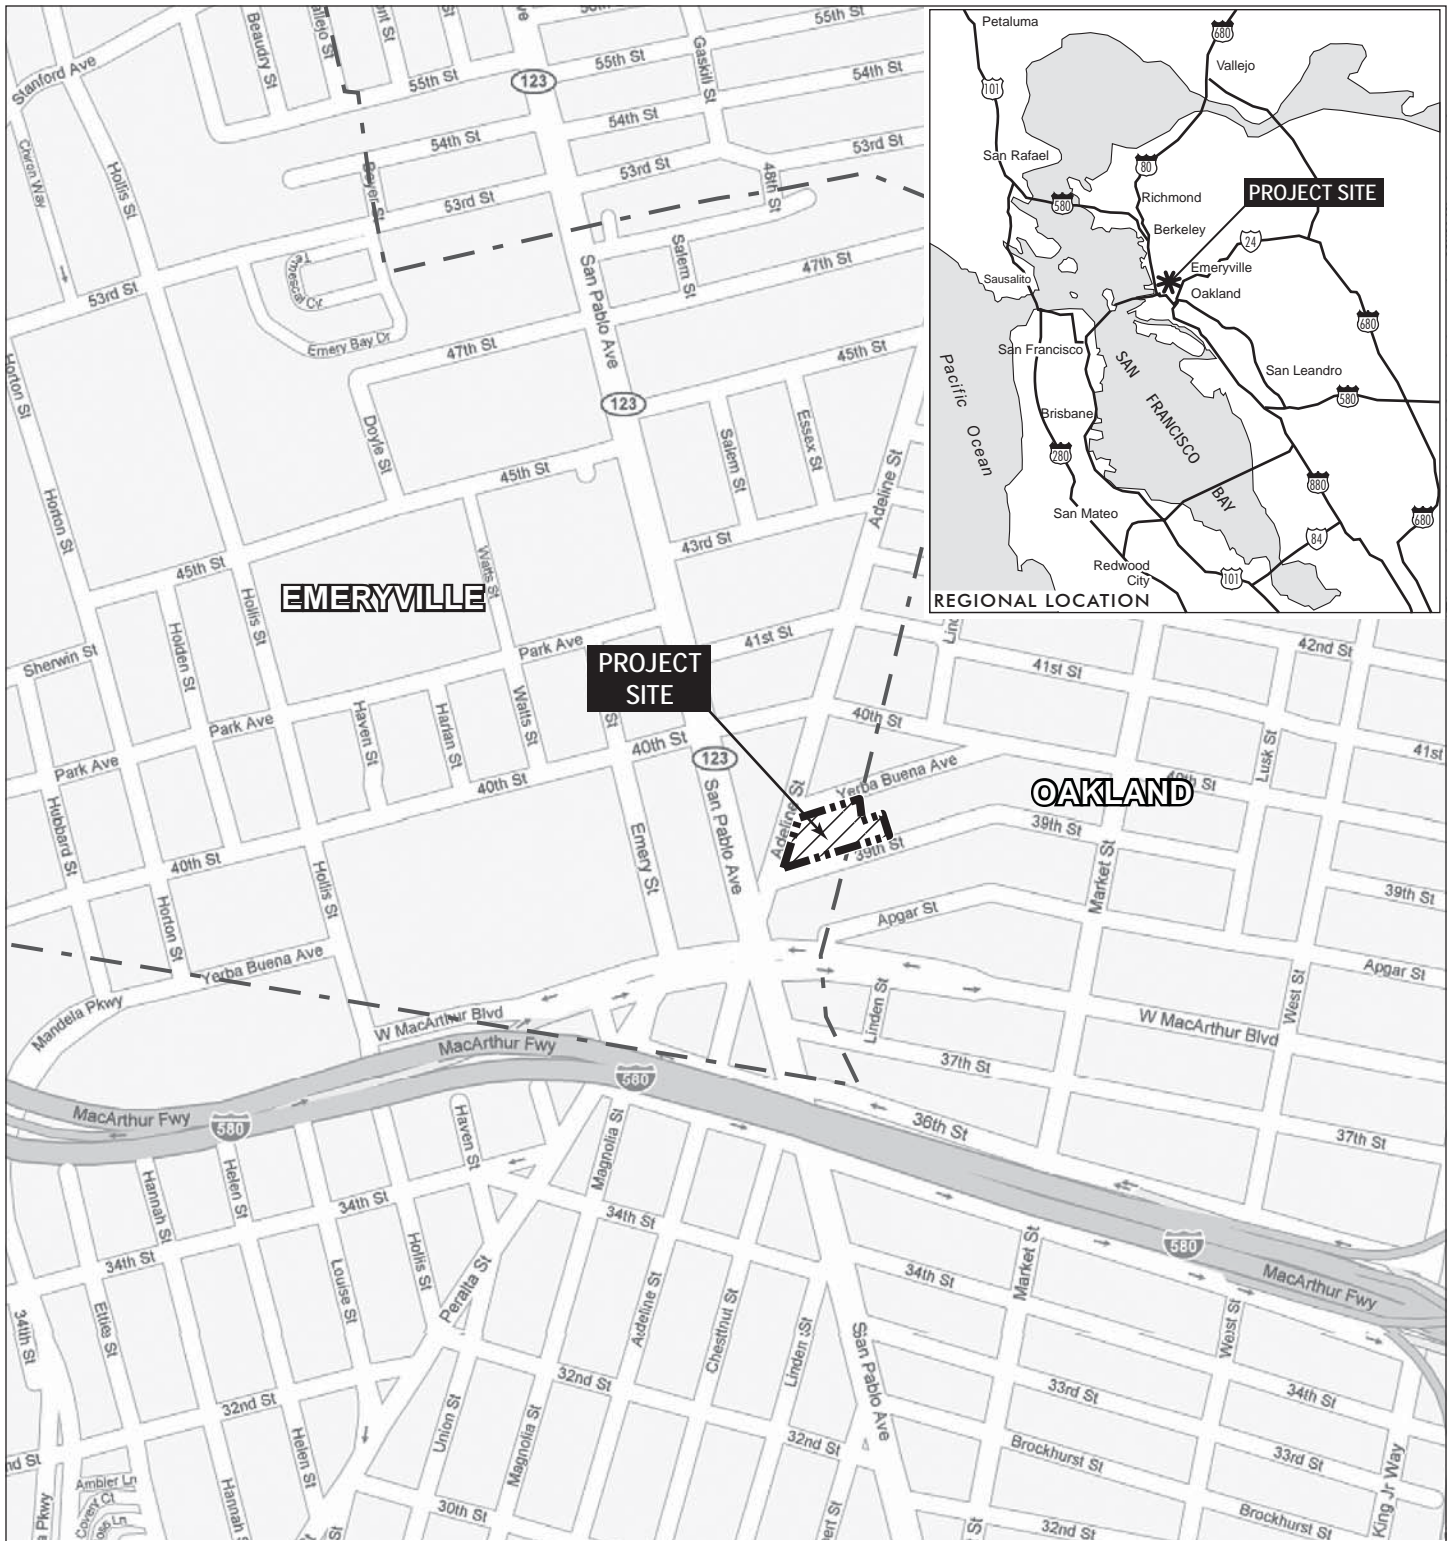 55th St
Stanford Ave
Beaudry St
55th St
123
55th St
Gaskill St
54th St
54th St
54th St
53rd St
53rd St
53rd St
48th St
Chiron Way
Hollis St
53rd St
Temescal Cir
Emery Bay Dr
San Pablo Ave
Salem St
47th St
47th St
45th St
123
Horton St
Doyle St
Salem St
Essex St
Adeline St
45th St
Horton St
43rd St
45th St
Watts St
EMERYVILLE
Hollis St
Holden St
Sherwin St
Park Ave
41st St
PROJECT
SITE
Park Ave
Haven St
Harlan St
Watts St
St
40th St
123
40th St
Park Ave
40th St
Yerba Buena Ave
41st St
42nd St
41st
40th St
Lusk St
OAKLAND
Hubbard St
40th St
Hollis St
Emery St
San Pablo Ave
Adeline St
39th St
39th St
Market St
39th St
Horton St
Apgar St
Apgar St
Yerba Buena Ave
Mandela Pkwy
W MacArthur Blvd
MacArthur Fwy
Linden St
West St
W MacArthur Blvd
37th St
580
MacArthur Fwy
580
Haven St
Magnolia St
36th St
37th St
Hannah St
Helen St
34th St
34th St
Hollis St
Peralta St
34th St
Louise St
34th St
Market St
580
MacArthur Fwy
34th St
Etties St
Adeline St
Chesttnut St
Linden St
San Pablo Ave
West St
32nd St
32nd St
33rd St
34th St
Union St
Magnolia St
Helen St
32nd St
Brockhurst St
33rd St
King Jr Way
Ambler Ln
Covert Ct
Hannah S
30th St
32nd St
Brockhurst St
Petaluma
680
Vallejo
101
San Rafael
80
Richmond
580
PROJECT SITE
Berkeley
24
Emeryville
Sausalito
Oakland
680
San Francisco
SAN
FRANCISCO
BAY
San Leandro
580
Pacific
Ocean
Brisbane
280
880
San Mateo
680
84
Redwood
City
101
REGIONAL LOCATION